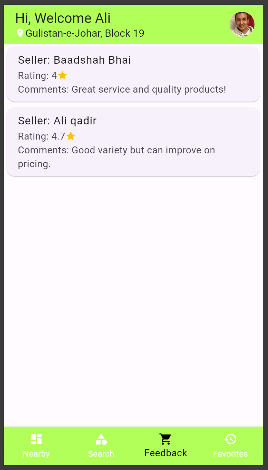 Hi, Welcome Ali
Gulistan-e-Johar, Block 19
Seller: Baadshah Bhai
Rating: 4
Comments: Great service and quality products!
Seller: Ali qadir
Rating: 4.7
Comments: Good variety but can improve on
pricing.
Nearby Search Feedback Favorites